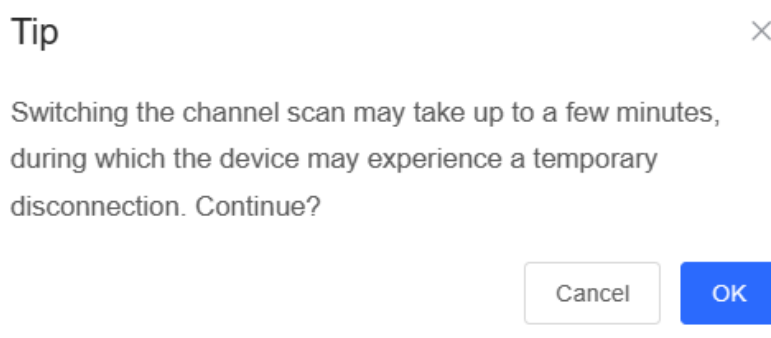 Tip
Switching the channel scan may take up to a few minutes,
during which the device may experience a temporary
disconnection. Continue?
Cancel
OK